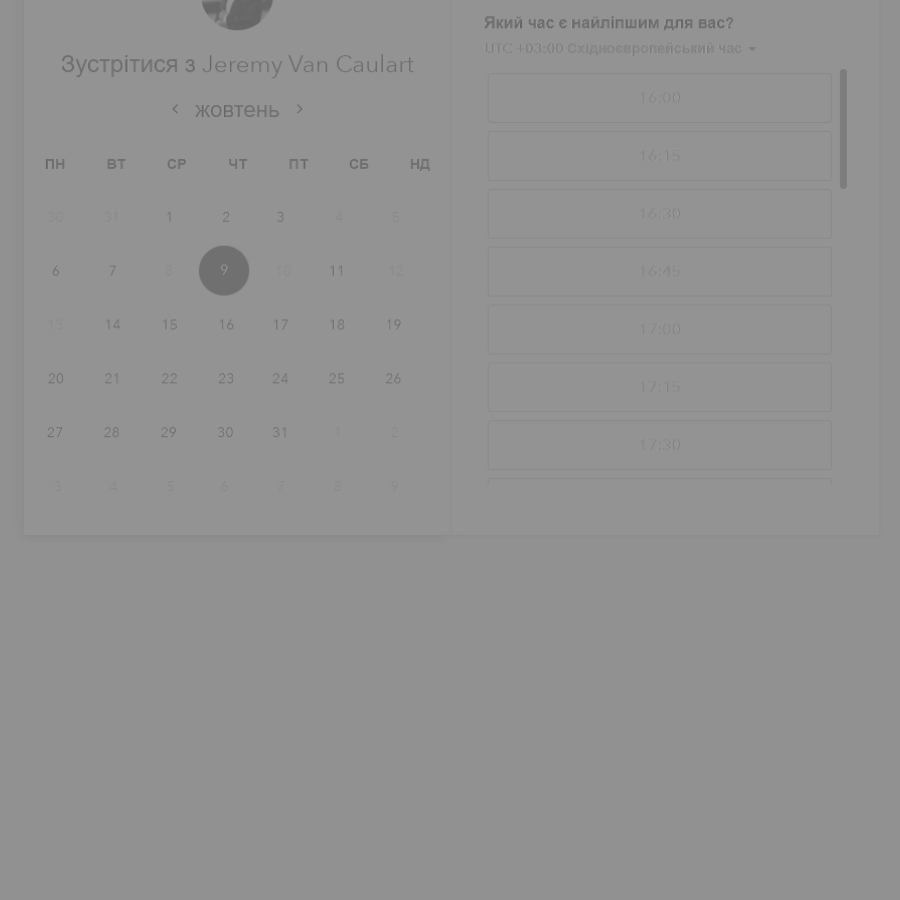 Зустрітися з Jeremy Van Caulart
жовтень
ПН ВТ СР ЧТ ПТ СБ НД
30 31 1 2 3 4 5
6 7 8 9 10 11 12
13 14 15 16 17 18 19
20 21 22 23 24 25 26
27 28 29 30 31 1 2
3 4 5 6 7 8 9
Який час є найліпшим для вас?
UTC +03:00 Східноєвропейський час
16:00
16:15
16:30
16:45
17:00
17:15
17:30